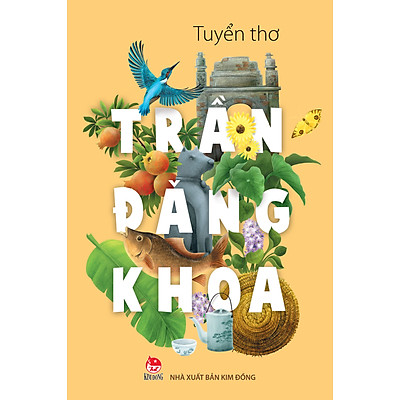 Tuyển thơ
TRẦN
ĐĂNG
KHOA
KIM ĐỒNG
NHÀ XUẤT BẢN KIM ĐỒNG